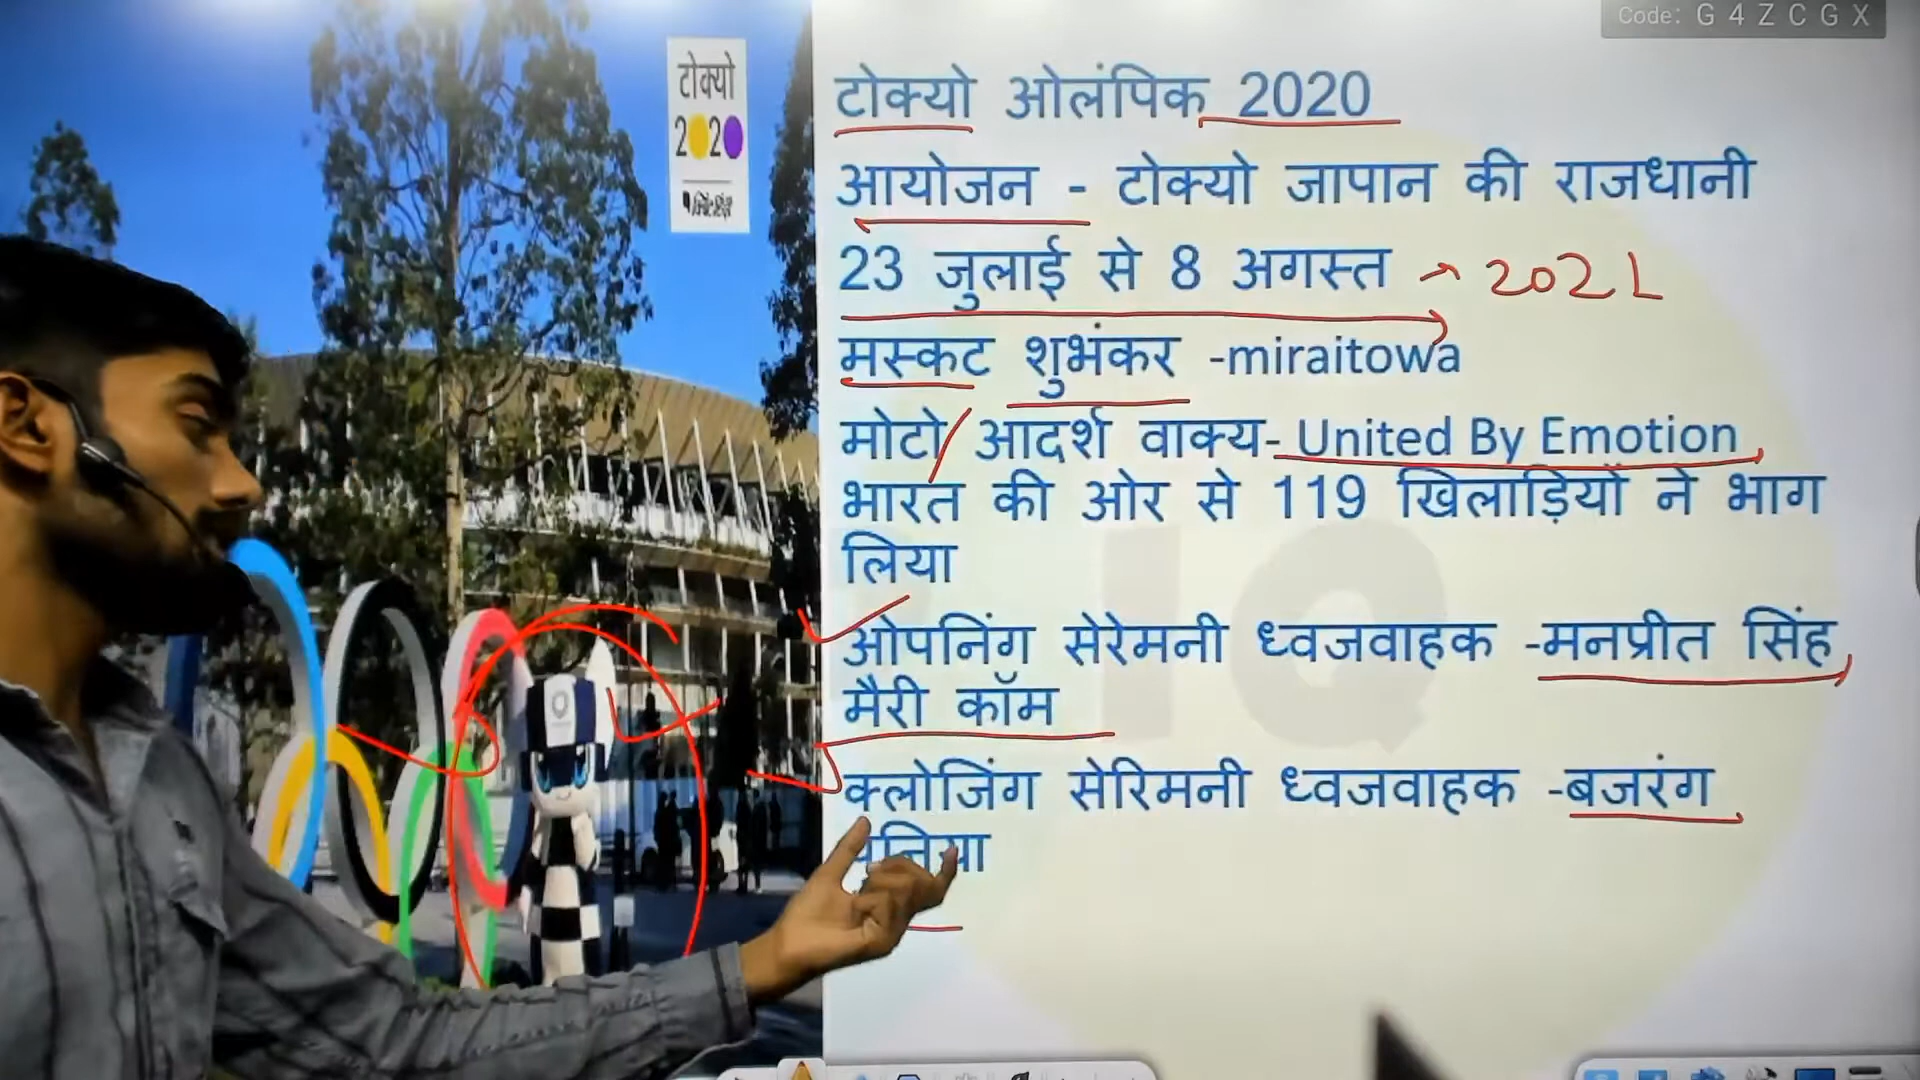 Code: G 4 Z C G X
टोक्यो
2020
टोक्यो ओलंपिक 2020
आयोजन - टोक्यो जापान की राजधानी
23 जुलाई से 8 अगस्त → 2021
मस्कट शुभंकर -miraitowa
मोटो/आदर्श वाक्य- United By Emotion
भारत की ओर से 119 खिलाड़ियों ने भाग
लिया
ओपनिंग सेरेमनी ध्वजवाहक -मनप्रीत सिंह
मैरी कॉम
क्लोजिंग सेरिमनी ध्वजवाहक -बजरंग
IQ